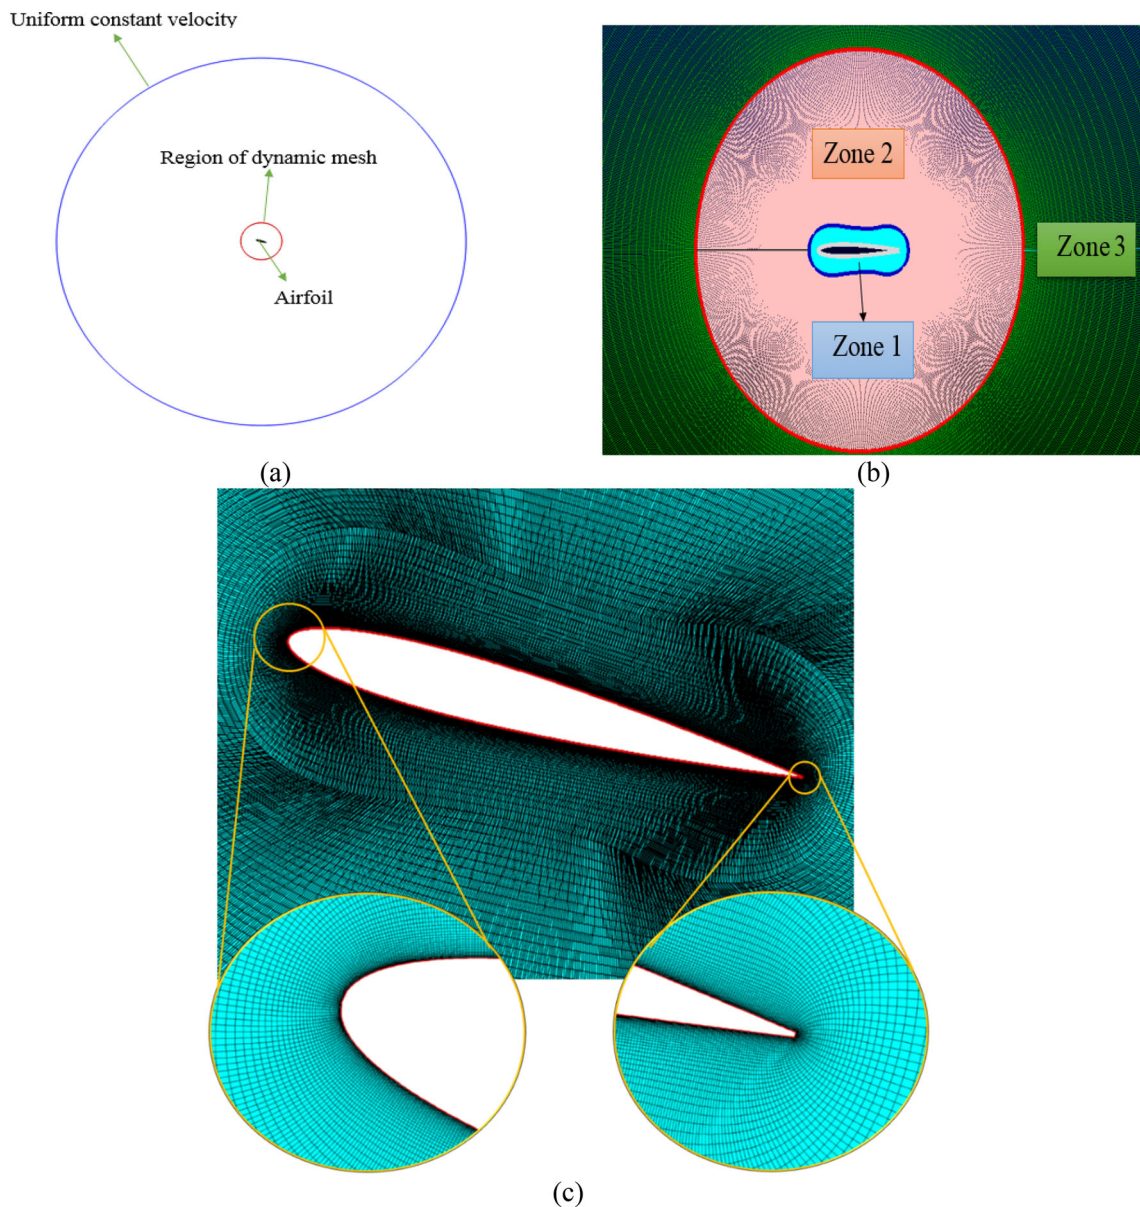 Uniform constant velocity
Region of dynamic mesh
Airfoil
(a)
Zone 2
Zone 3
Zone 1
(b)
(c)